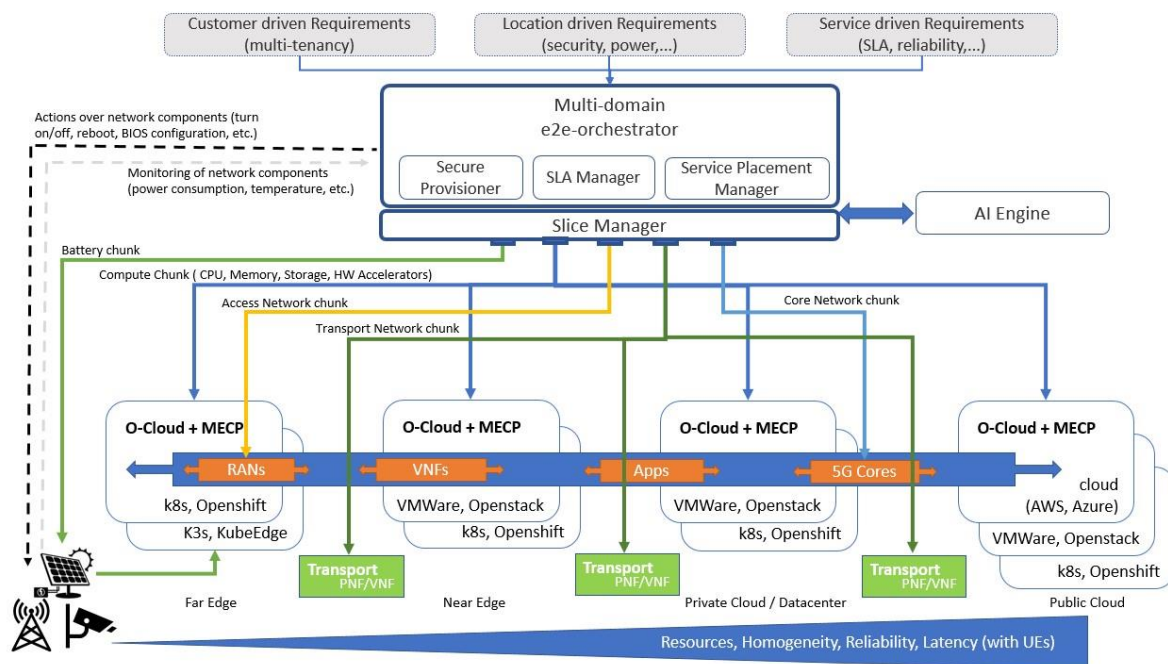 Customer driven Requirements
(multi-tenancy)
Location driven Requirements
(security, power,...)
Service driven Requirements
(SLA, reliability,...)
Multi-domain
e2e-orchestrator
Actions over network components (turn
on/off, reboot, BIOS configuration, etc.)
Monitoring of network components
(power consumption, temperature, etc.)
Secure
Provisioner
SLA Manager
Service Placement
Manager
Slice Manager
AI Engine
Battery chunk
Compute Chunk ( CPU, Memory, Storage, HW Accelerators)
Access Network chunk
Core Network chunk
Transport Network chunk
O-Cloud + MECP
O-Cloud + MECP
O-Cloud + MECP
O-Cloud + MECP
RANs
VNFs
Apps
5G Cores
k8s, Openshift
K3s, KubeEdge
VMWare, Openstack
k8s, Openshift
VMWare, Openstack
k8s, Openshift
cloud
(AWS, Azure)
VMWare, Openstack
k8s, Openshift
Transport
PNF/VNF
Transport
PNF/VNF
Transport
PNF/VNF
Far Edge
Near Edge
Private Cloud / Datacenter
Public Cloud
Resources, Homogeneity, Reliability, Latency (with UEs)